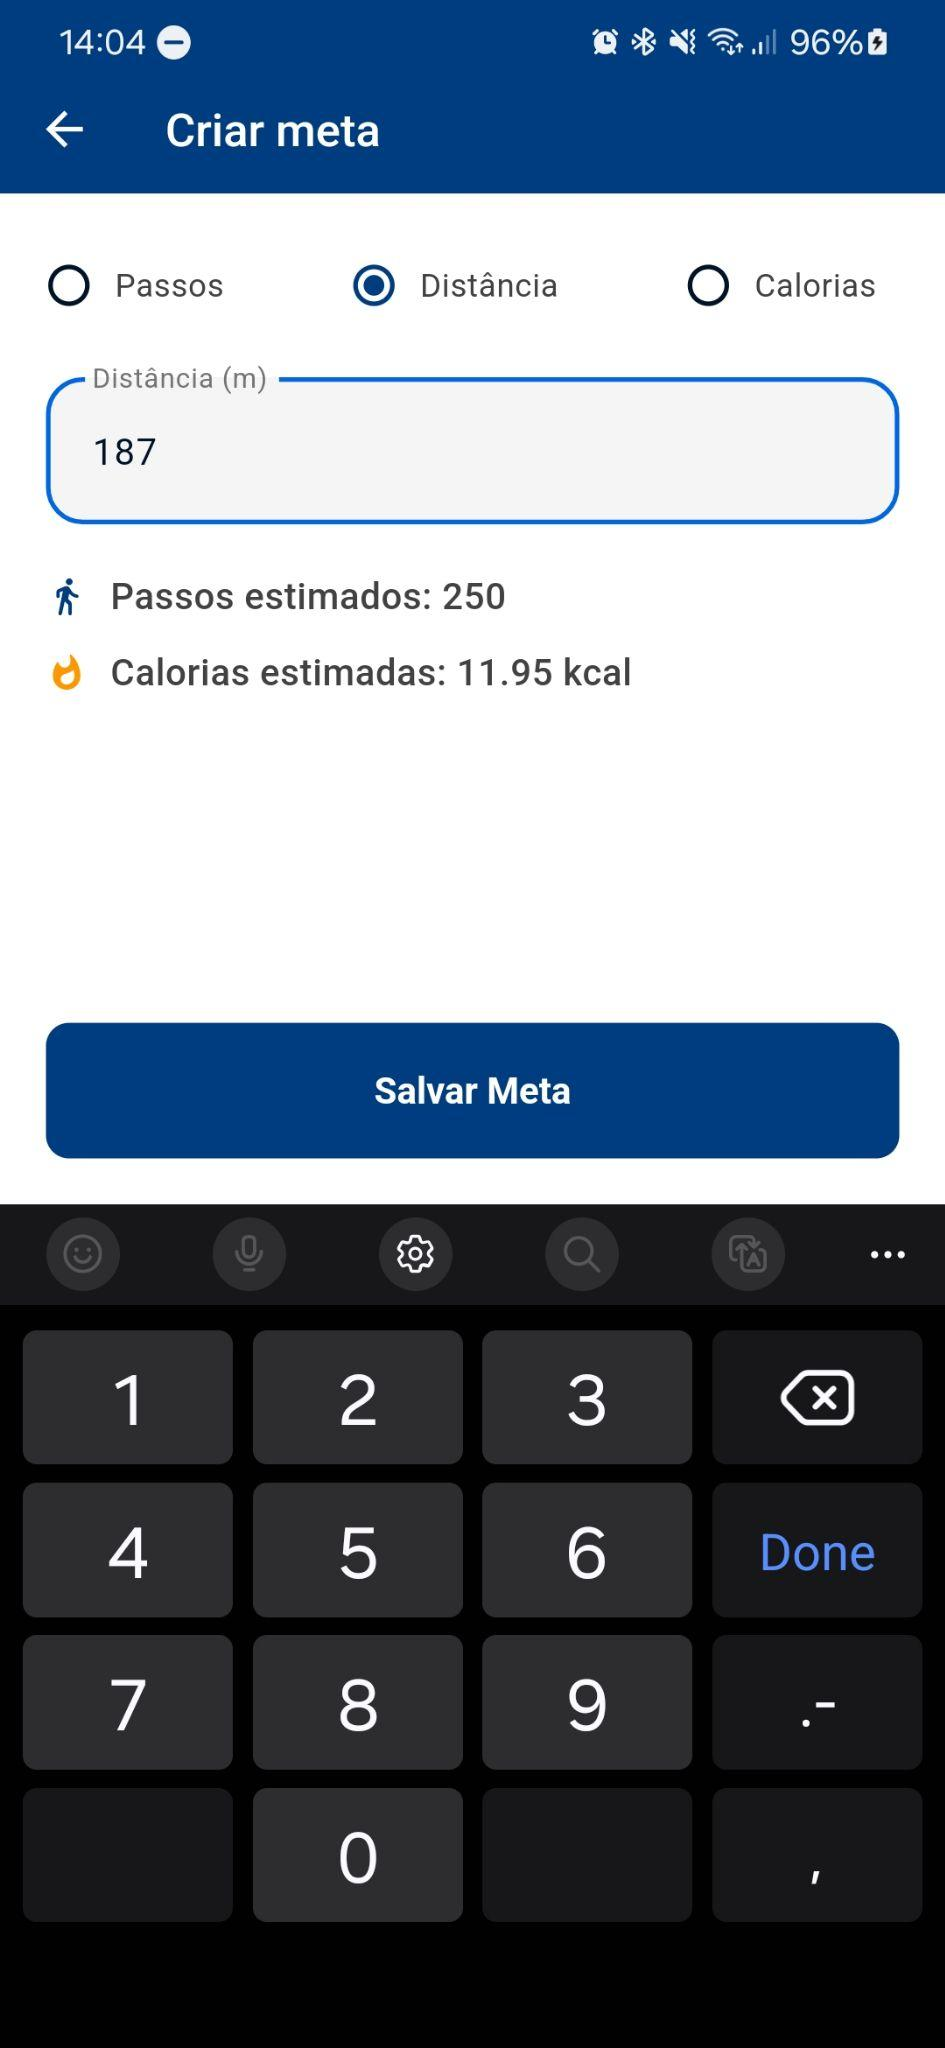 14:04 96%
Criar meta
Passos Distância Calorias
Distância (m)
187
Passos estimados: 250
Calorias estimadas: 11.95 kcal
Salvar Meta
1 2 3
4 5 6 Done
7 8 9 .-
0 ,